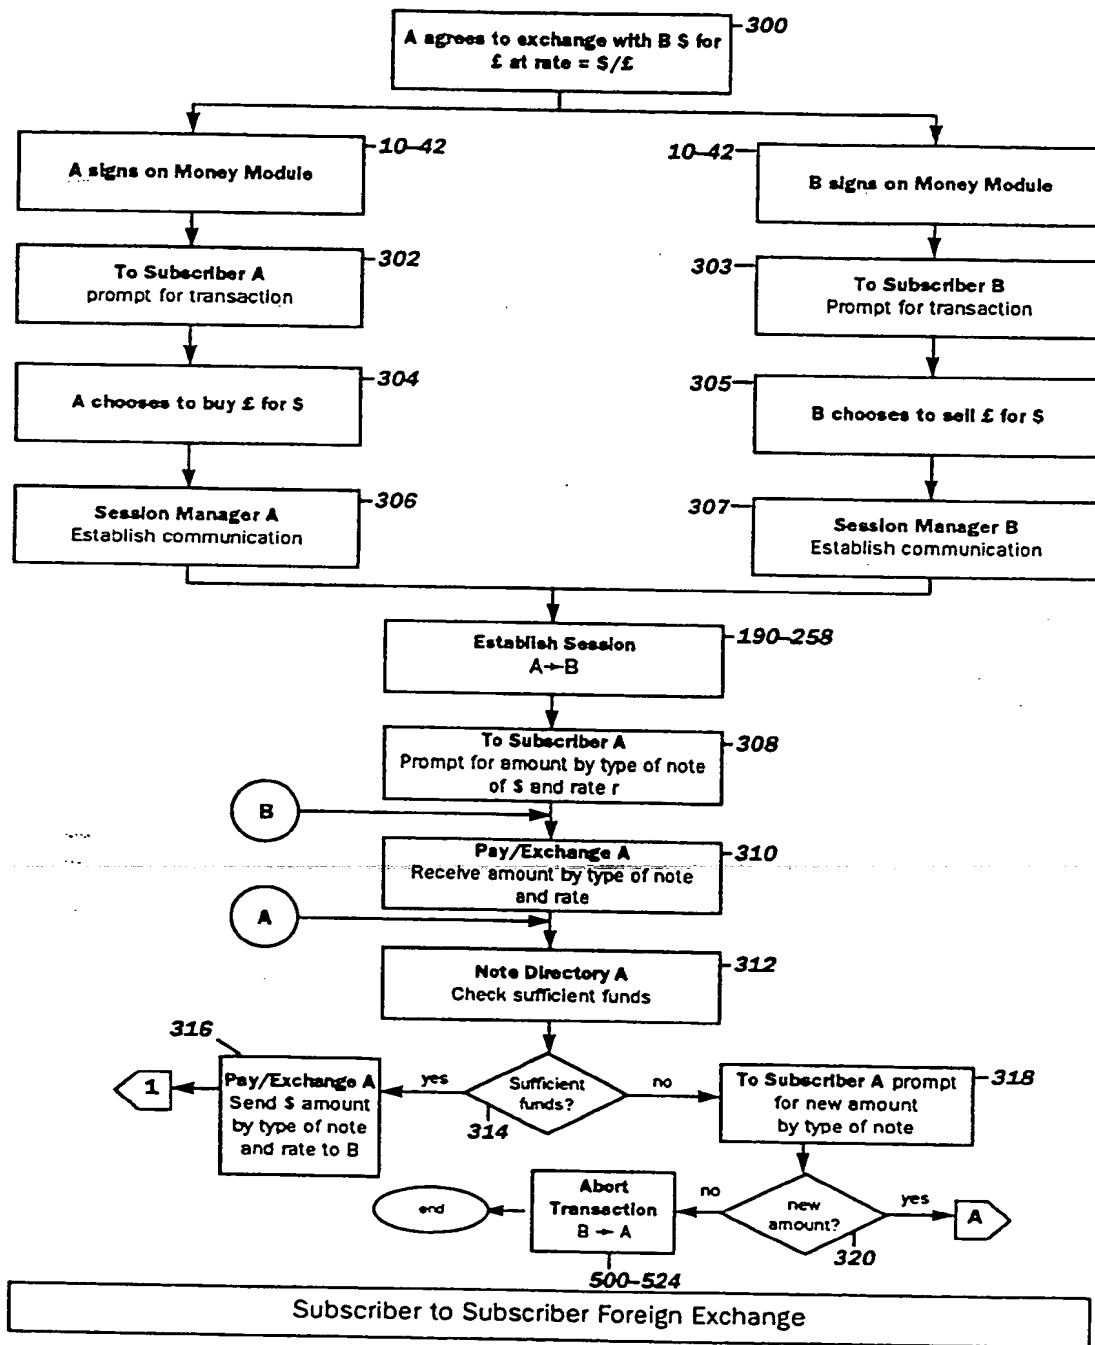 300
A agrees to exchange with B $ for
£ at rate = $/£
10–42
A signs on Money Module
10–42
B signs on Money Module
302
To Subscriber A
prompt for transaction
303
To Subscriber B
Prompt for transaction
304
A chooses to buy £ for $
305
B chooses to sell £ for $
306
Session Manager A
Establish communication
307
Session Manager B
Establish communication
190–258
Establish Session
A→B
308
To Subscriber A
Prompt for amount by type of note
of $ and rate r
B
310
Pay/Exchange A
Receive amount by type of note
and rate
A
312
Note Directory A
Check sufficient funds
316
1
Pay/Exchange A
Send $ amount
by type of note
and rate to B
yes
Sufficient
funds?
314
no
To Subscriber A prompt
for new amount
by type of note
318
end
Abort
Transaction
B ← A
500–524
no
new
amount?
320
yes
A
Subscriber to Subscriber Foreign Exchange